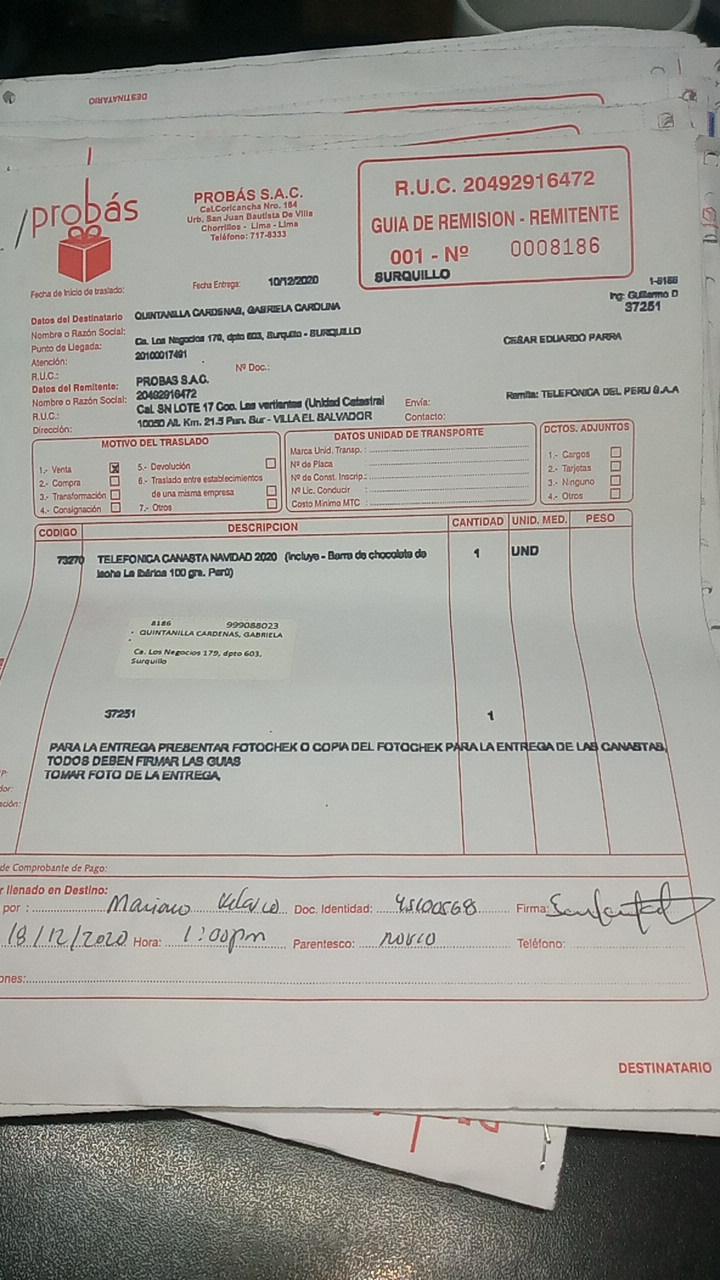 DESTINATARIO
probás
PROBÁS S.A.C.
Cal.Coricancha Nro. 184
Urb. San Juan Bautista De Villa
Chorrillos - Lima - Lima
Teléfono: 717-8333
R.U.C. 20492916472
GUIA DE REMISION - REMITENTE
001 - Nº 0008186
SURQUILLO
Fecha de Inicio de traslado:
Fecha Entrega: 10/12/2020
1-8186
Ing: Guillermo D
37251
Datos del Destinatario
Nombre o Razón Social: QUINTANILLA CARDENAS, GABRIELA CAROLINA
Punto de Llegada: Ca. Los Negocios 179, dpto 603, Surquillo - SURQUILLO
CESAR EDUARDO PARRA
Atención: 20100017491
R.U.C.: Nº Doc.:
Datos del Remitente:
Nombre o Razón Social: PROBAS S.A.C.
R.U.C.: 20492916472
Dirección: Cal. SN LOTE 17 Coo. Las vertientes (Unidad Catastral
10050 Alt. Km. 21.5 Pan. Sur - VILLA EL SALVADOR
Envía:
Contacto:
Remite: TELEFONICA DEL PERU S.A.A
MOTIVO DEL TRASLADO
1.- Venta X
2.- Compra
3.- Transformación
4.- Consignación
5.- Devolución
6.- Traslado entre establecimientos
de una misma empresa
7.- Otros
DATOS UNIDAD DE TRANSPORTE
Marca Unid. Transp.:
Nº de Placa
Nº de Const. Inscrip.:
Nº Lic. Conducir
Costo Mínimo MTC
DCTOS. ADJUNTOS
1.- Cargos
2.- Tarjetas
3.- Ninguno
4.- Otros
CODIGO DESCRIPCION CANTIDAD UNID. MED. PESO
73270 TELEFONICA CANASTA NAVIDAD 2020 (incluye - Barra de chocolate de 1 UND
leche La Ibérica 100 grs. Perú)
8186 999088023
QUINTANILLA CARDENAS, GABRIELA
Ca. Los Negocios 179, dpto 603,
Surquillo
37251 1
PARA LA ENTREGA PRESENTAR FOTOCHEK O COPIA DEL FOTOCHEK PARA LA ENTREGA DE LAS CANASTAS,
TODOS DEBEN FIRMAR LAS GUIAS
TOMAR FOTO DE LA ENTREGA,
de Comprobante de Pago:
r llenado en Destino:
por : Mariano Velasco Doc. Identidad: 45100568 Firma:
18/12/2020 Hora: 1:00pm Parentesco: novio Teléfono:
ones:
DESTINATARIO